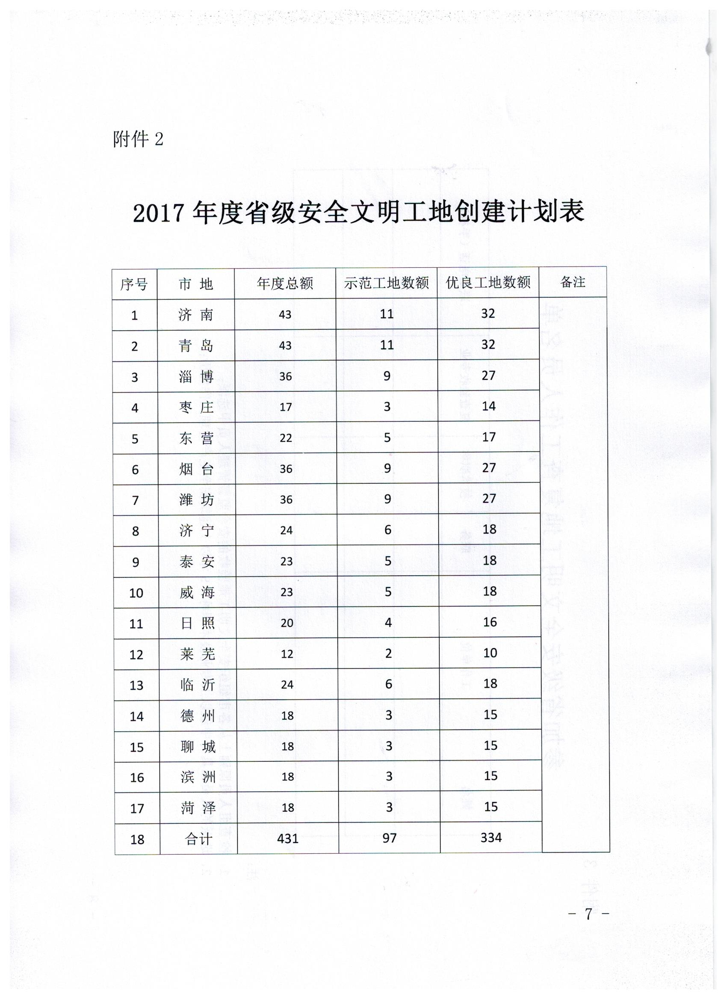 附件 2
2017 年度省级安全文明工地创建计划表
序号 市 地 年度总额 示范工地数额 优良工地数额 备注
1 济 南 43 11 32
2 青 岛 43 11 32
3 淄 博 36 9 27
4 枣 庄 17 3 14
5 东 营 22 5 17
6 烟 台 36 9 27
7 潍 坊 36 9 27
8 济 宁 24 6 18
9 泰 安 23 5 18
10 威 海 23 5 18
11 日 照 20 4 16
12 莱 芜 12 2 10
13 临 沂 24 6 18
14 德 州 18 3 15
15 聊 城 18 3 15
16 滨 洲 18 3 15
17 菏 泽 18 3 15
18 合计 431 97 334
- 7 -